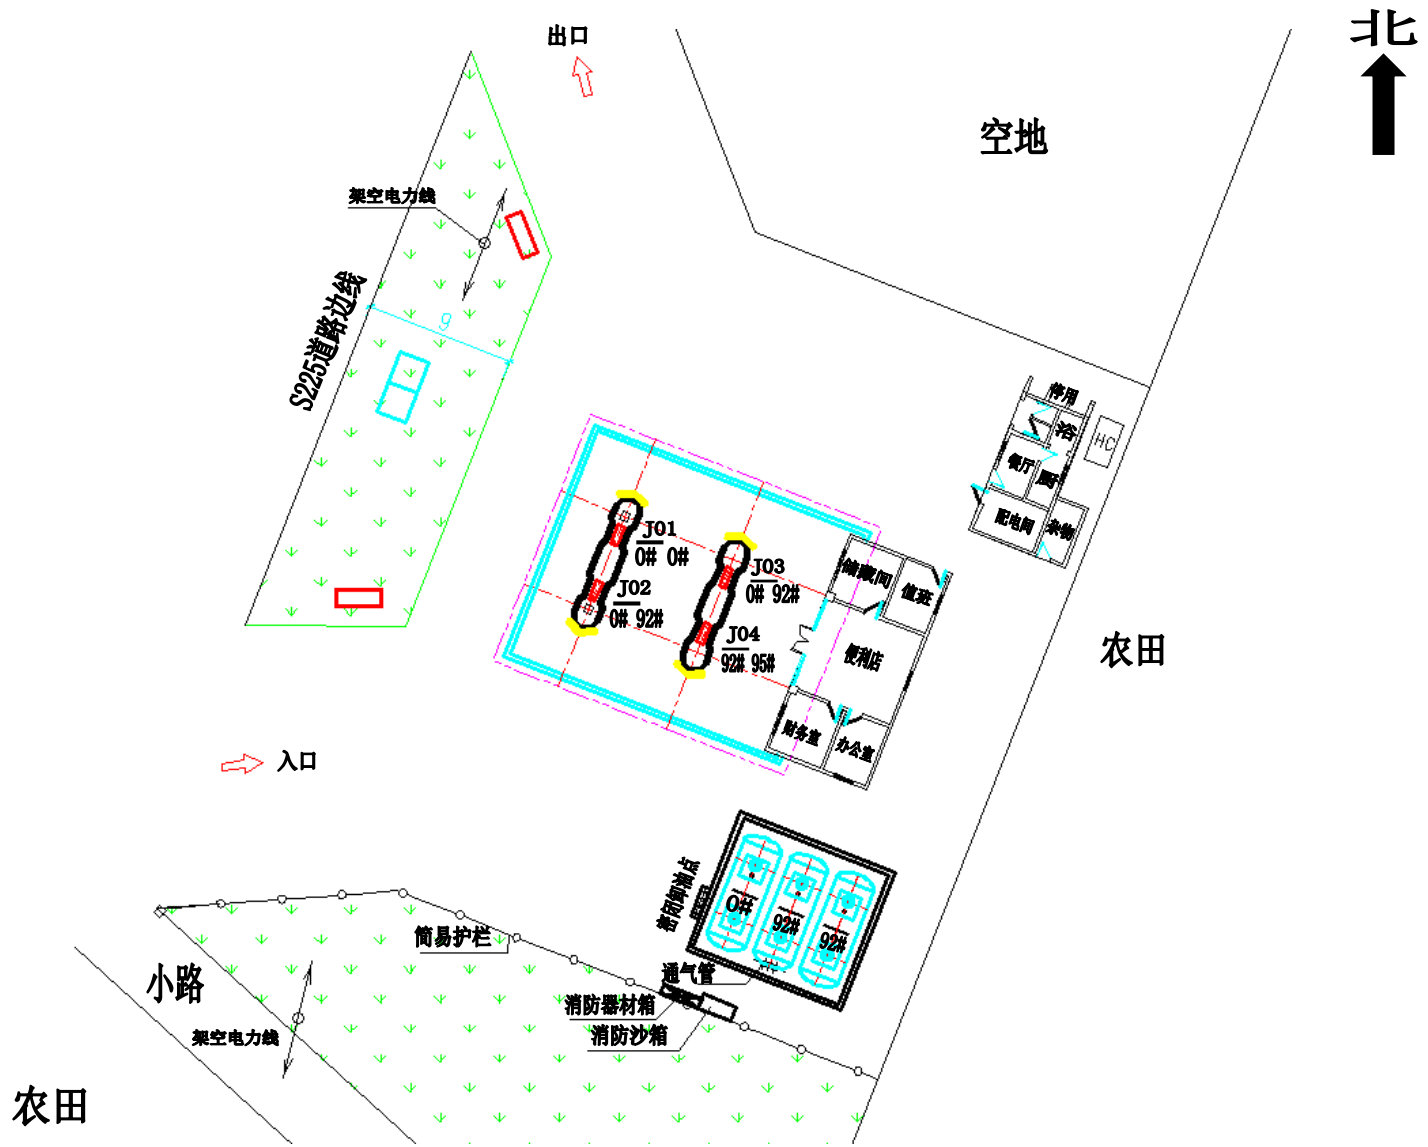 北
出口
空地
架空电力线
S225道路边线
9
停用
浴
HC
餐厅
厨
配电间
杂物
J01
0# 0#
J02
0# 92#
J03
0# 92#
J04
92# 95#
储藏间
值班
便利店
农田
财务室
办公室
入口
密闭卸油点
0#
92#
92#
简易护栏
通气管
小路
消防器材箱
消防沙箱
架空电力线
农田